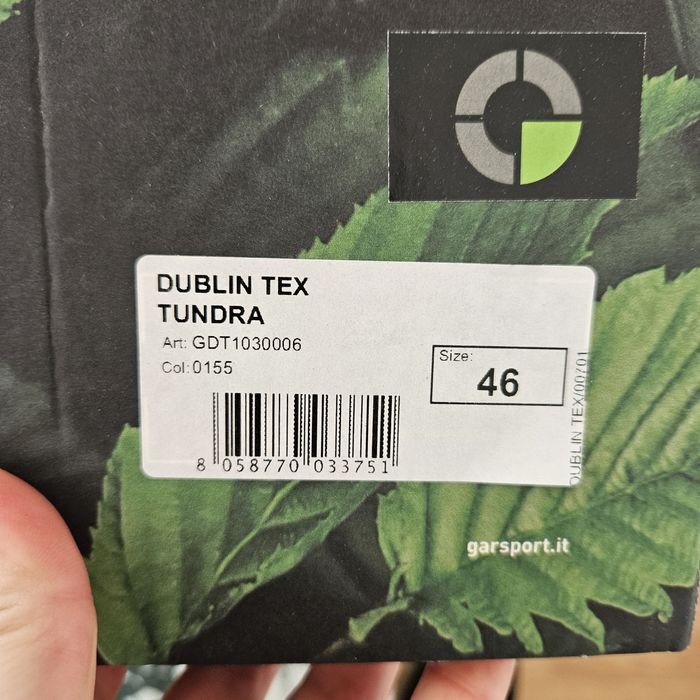 DUBLIN TEX
TUNDRA
Art: GDT1030006
Col:0155
Size:
46
8 058770 033751
DUBLIN TEX/00701
garsport.it